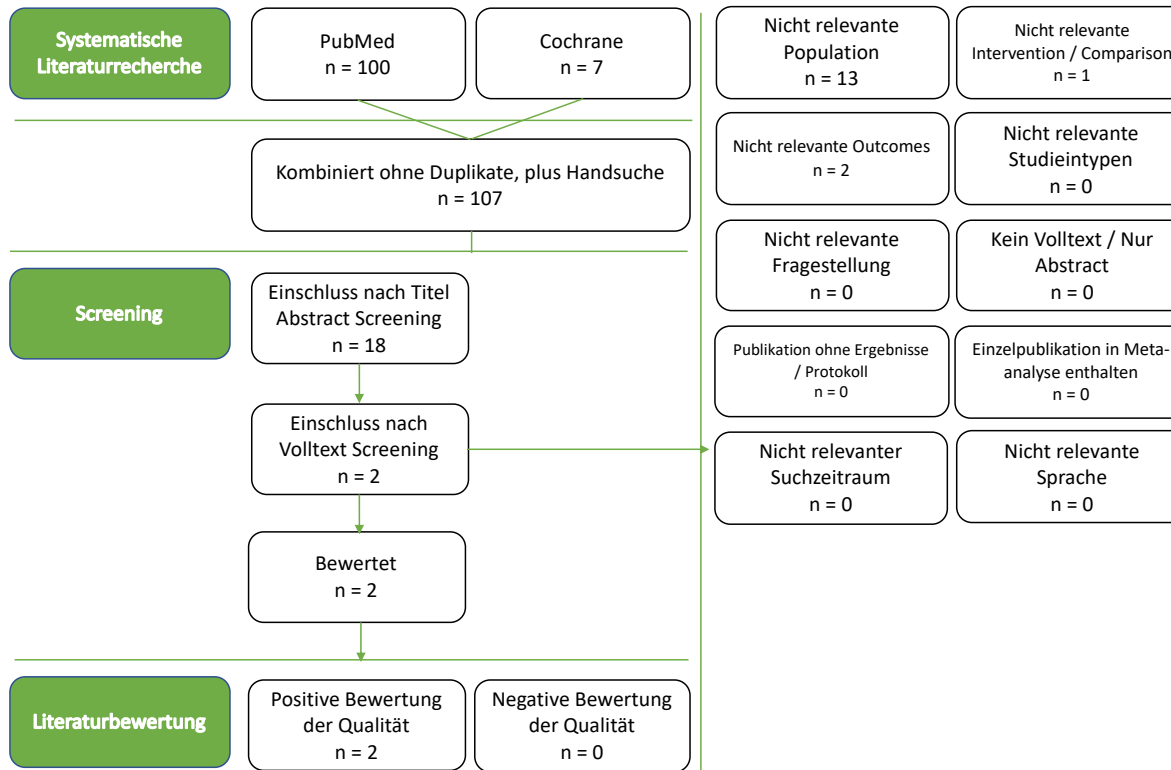 Systematische
Literaturrecherche
PubMed
n = 100
Cochrane
n = 7
Kombiniert ohne Duplikate, plus Handsuche
n = 107
Screening
Einschluss nach Titel
Abstract Screening
n = 18
Einschluss nach
Volltext Screening
n = 2
Bewertet
n = 2
Literaturbewertung
Positive Bewertung
der Qualität
n = 2
Negative Bewertung
der Qualität
n = 0
Nicht relevante
Population
n = 13
Nicht relevante
Intervention / Comparison
n = 1
Nicht relevante Outcomes
n = 2
Nicht relevante
Studieintypen
n = 0
Nicht relevante
Fragestellung
n = 0
Kein Volltext / Nur
Abstract
n = 0
Publikation ohne Ergebnisse
/ Protokoll
n = 0
Einzelpublikation in Meta-
analyse enthalten
n = 0
Nicht relevanter
Suchzeitraum
n = 0
Nicht relevante
Sprache
n = 0